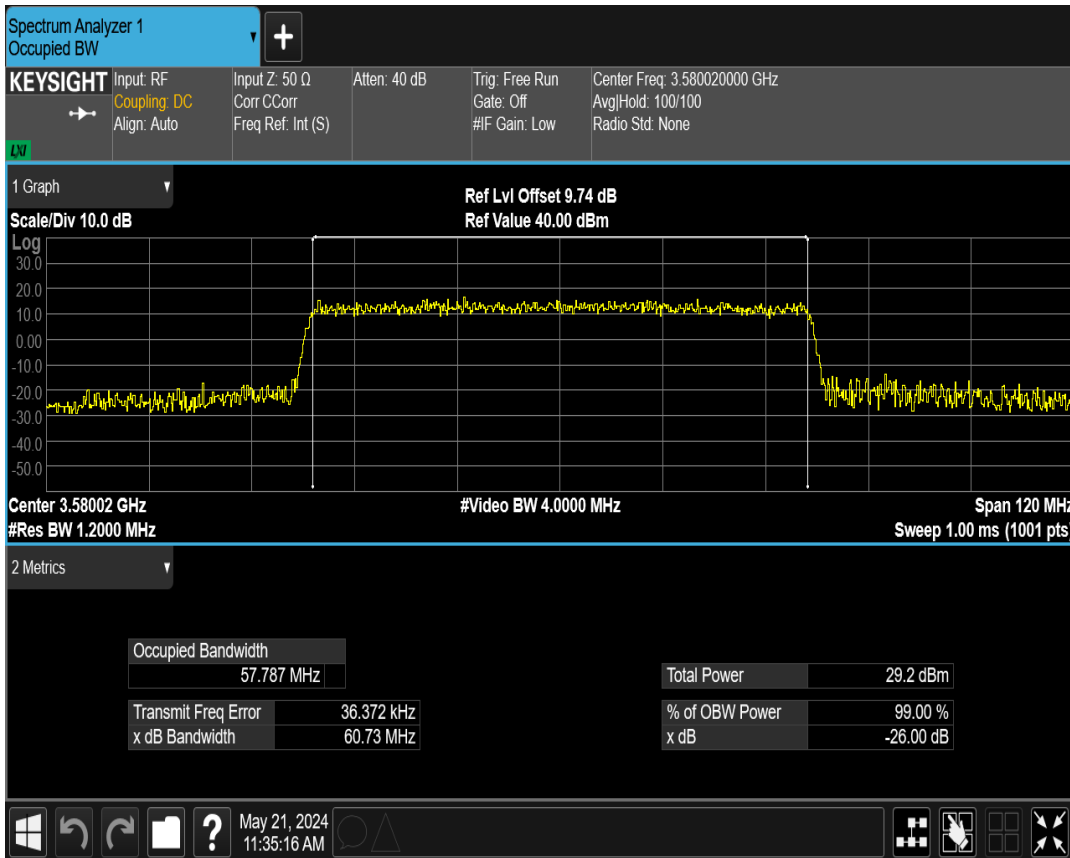 Spectrum Analyzer 1
Occupied BW
+
KEYSIGHT
LXI
Input: RF
Coupling: DC
Align: Auto
Input Z: 50 Ω
Corr CCorr
Freq Ref: Int (S)
Atten: 40 dB
Trig: Free Run
Gate: Off
#IF Gain: Low
Center Freq: 3.580020000 GHz
Avg|Hold: 100/100
Radio Std: None
1 Graph
Ref Lvl Offset 9.74 dB
Scale/Div 10.0 dB
Ref Value 40.00 dBm
Log
30.0
20.0
10.0
0.00
-10.0
-20.0
-30.0
-40.0
-50.0
Center 3.58002 GHz
#Video BW 4.0000 MHz
Span 120 MHz
#Res BW 1.2000 MHz
Sweep 1.00 ms (1001 pts)
2 Metrics
Occupied Bandwidth
57.787 MHz
Total Power 29.2 dBm
Transmit Freq Error 36.372 kHz
% of OBW Power 99.00 %
x dB Bandwidth 60.73 MHz
x dB -26.00 dB
?
May 21, 2024
11:35:16 AM